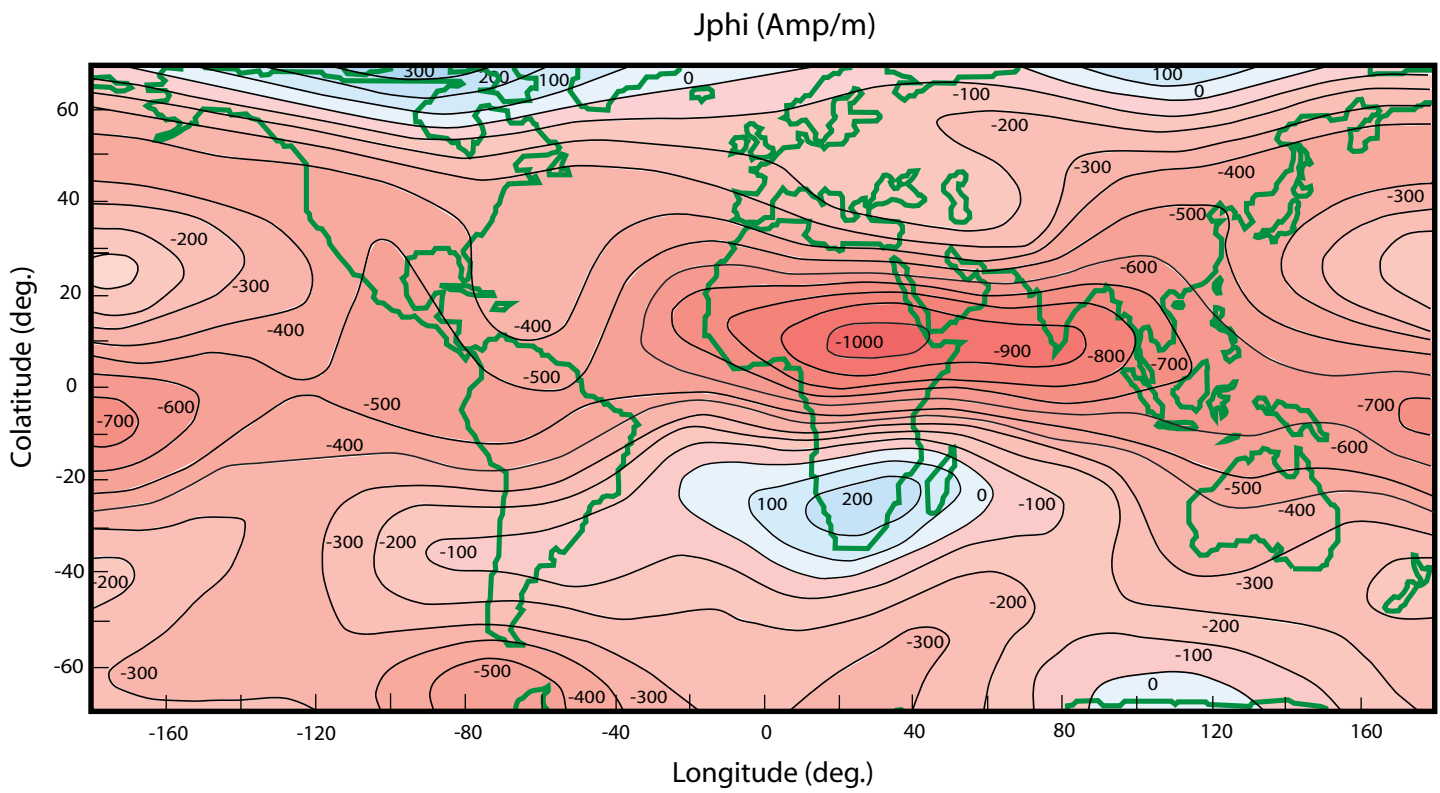 Jphi (Amp/m)
300 200 100 0 100
0
-100
60
-200
-300 -400
40 -300
-500
-200
-600
-300
20
-400 -400
-1000 -900 -800 -700
-500
0
-600 -500 -700
-700
-400 -600
-20
-500
100 200 0 -100 -400
-300 -200 -100
-40
-200 -300
-200
-200
-300 -100
-60
-300 -500 0
-400 -300
-160 -120 -80 -40 0 40 80 120 160
Colatitude (deg.)
Longitude (deg.)